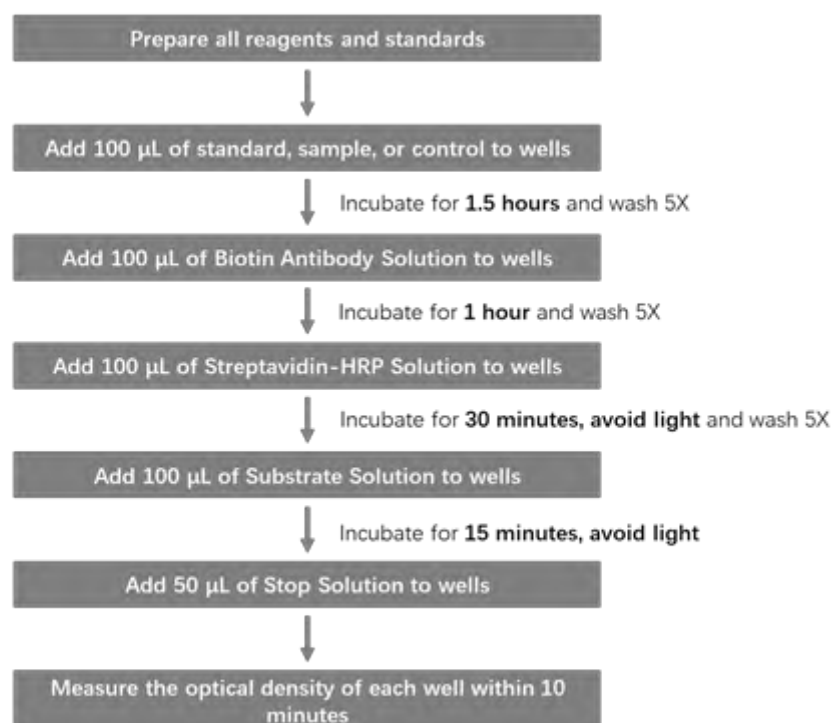 Prepare all reagents and standards
Add 100 μL of standard, sample, or control to wells
Incubate for 1.5 hours and wash 5X
Add 100 μL of Biotin Antibody Solution to wells
Incubate for 1 hour and wash 5X
Add 100 μL of Streptavidin-HRP Solution to wells
Incubate for 30 minutes, avoid light and wash 5X
Add 100 μL of Substrate Solution to wells
Incubate for 15 minutes, avoid light
Add 50 μL of Stop Solution to wells
Measure the optical density of each well within 10
minutes